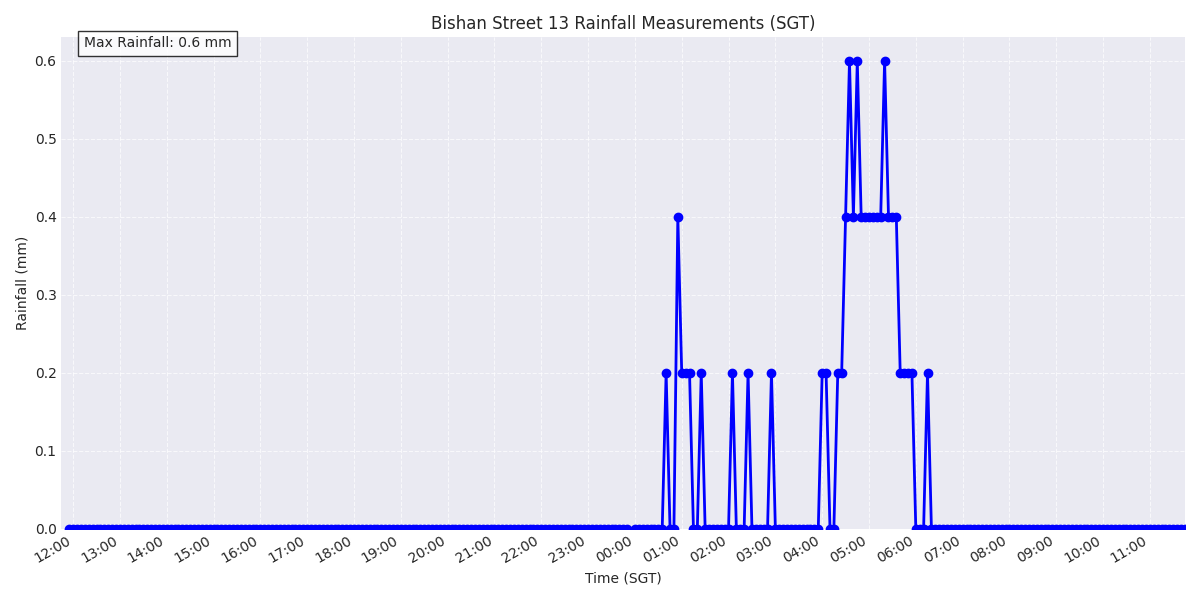 Bishan Street 13 Rainfall Measurements (SGT)
Max Rainfall: 0.6 mm
Rainfall (mm)
0.6
0.5
0.4
0.3
0.2
0.1
0.0
12:00 13:00 14:00 15:00 16:00 17:00 18:00 19:00 20:00 21:00 22:00 23:00 00:00 01:00 02:00 03:00 04:00 05:00 06:00 07:00 08:00 09:00 10:00 11:00
Time (SGT)